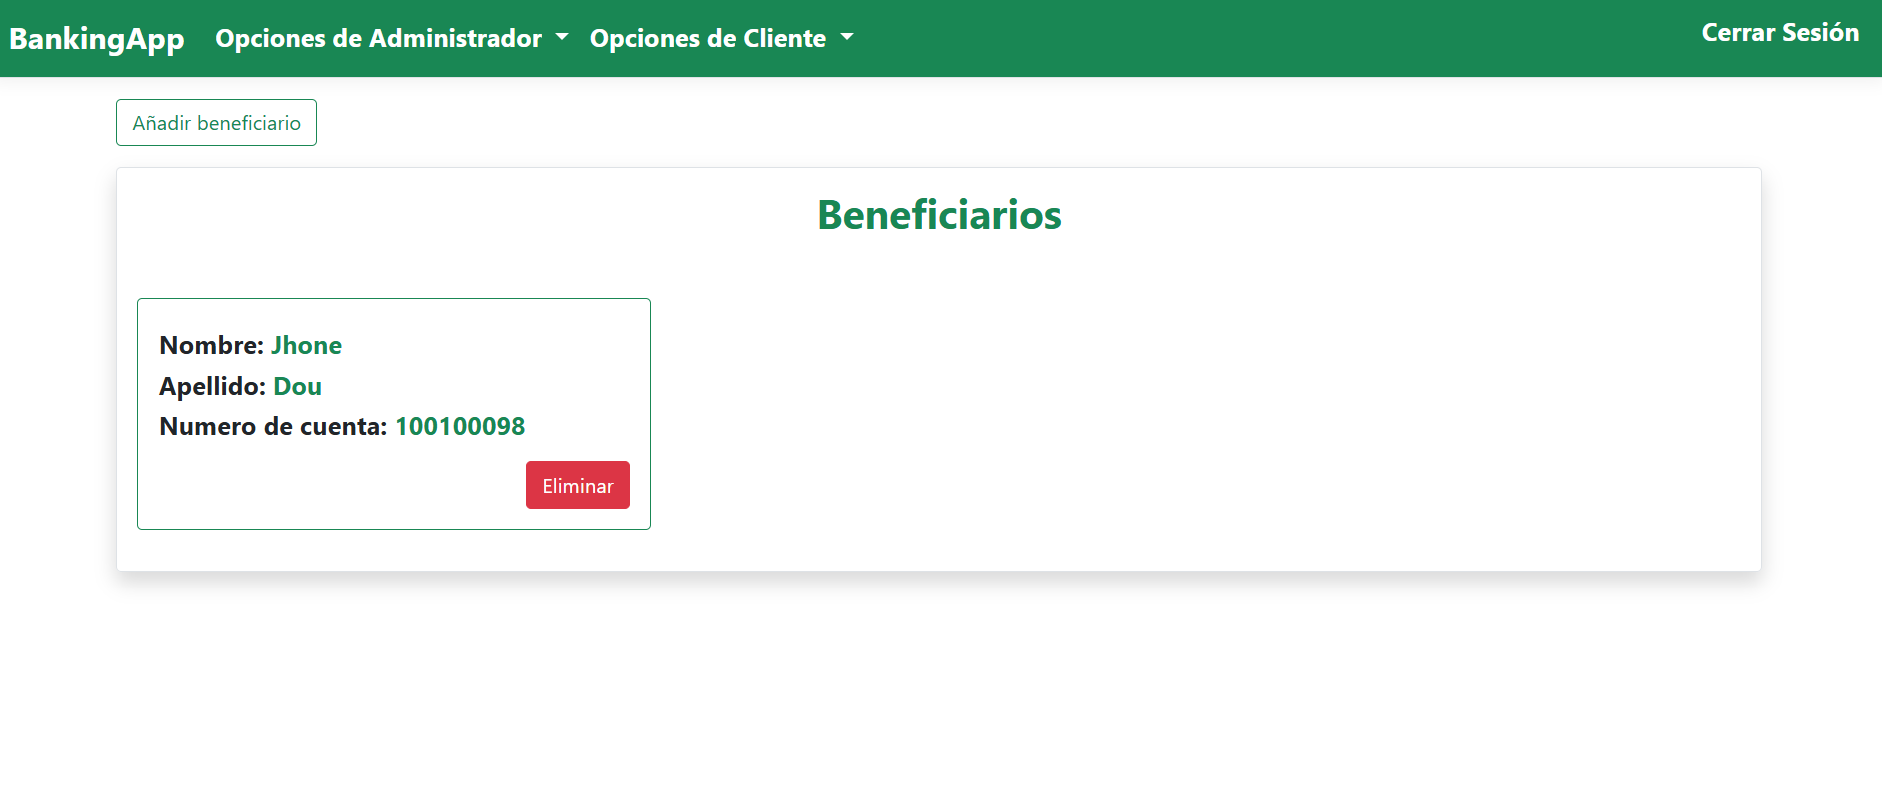 BankingApp Opciones de Administrador Opciones de Cliente Cerrar Sesión
Añadir beneficiario
Beneficiarios
Nombre: Jhone
Apellido: Dou
Numero de cuenta: 100100098
Eliminar